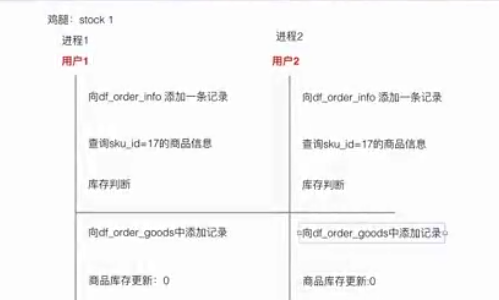 鸡腿：stock 1
进程1
进程2
用户1
用户2
向df_order_info 添加一条记录
向df_order_info 添加一条记录
查询sku_id=17的商品信息
查询sku_id=17的商品信息
库存判断
库存判断
向df_order_goods中添加记录
向df_order_goods中添加记录
商品库存更新：0
商品库存更新:0